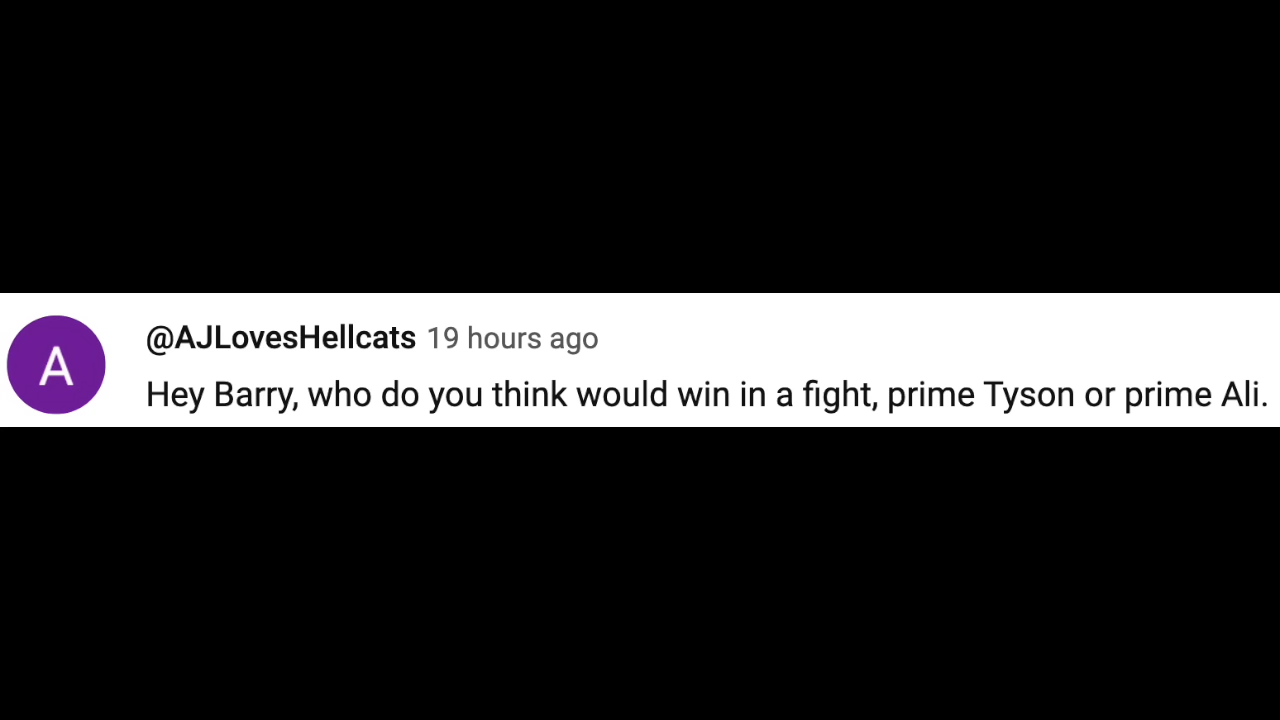 A
@AJLovesHellcats 19 hours ago
Hey Barry, who do you think would win in a fight, prime Tyson or prime Ali.